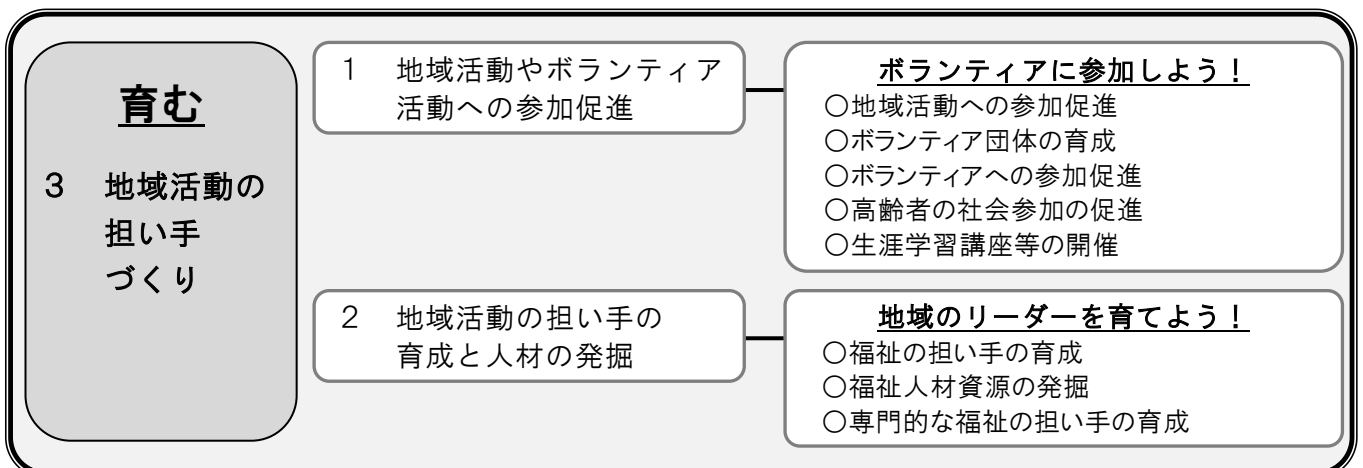 育む
３　地域活動の
担い手
づくり
１　地域活動やボランティア
活動への参加促進
ボランティアに参加しよう！
○地域活動への参加促進
○ボランティア団体の育成
○ボランティアへの参加促進
○高齢者の社会参加の促進
○生涯学習講座等の開催
２　地域活動の担い手の
育成と人材の発掘
地域のリーダーを育てよう！
○福祉の担い手の育成
○福祉人材資源の発掘
○専門的な福祉の担い手の育成